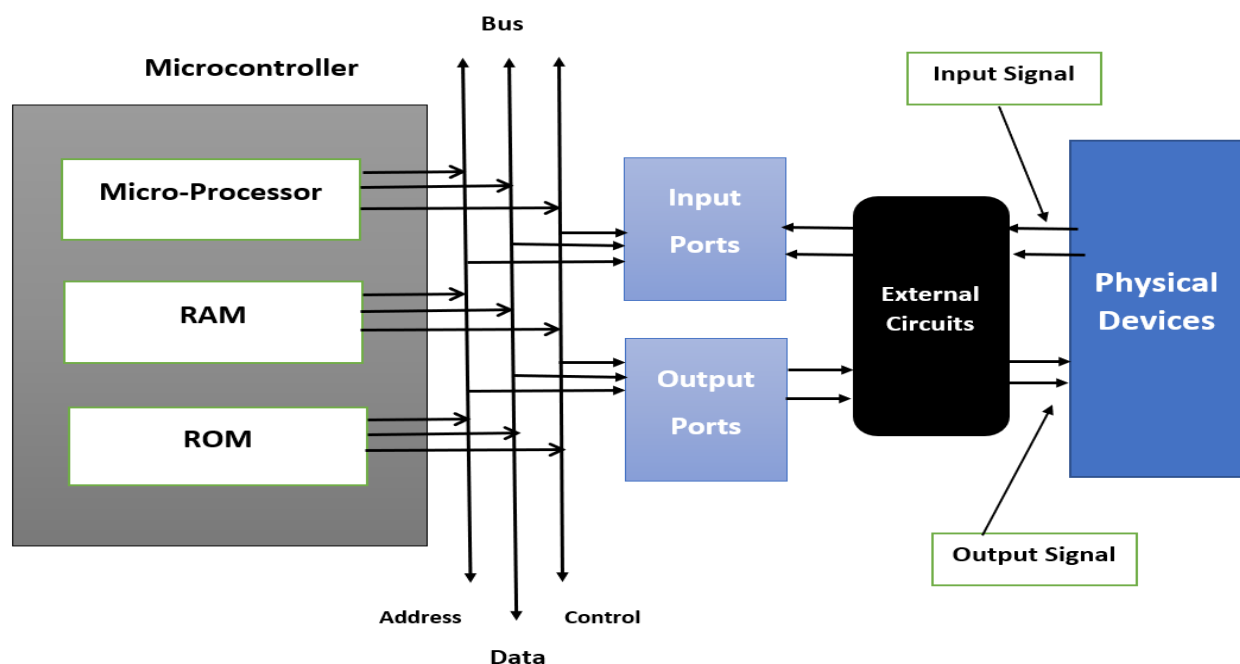 Bus
Microcontroller
Input Signal
Micro-Processor
Input
Ports
RAM
External
Circuits
Physical
Devices
Output
Ports
ROM
Output Signal
Address
Control
Data